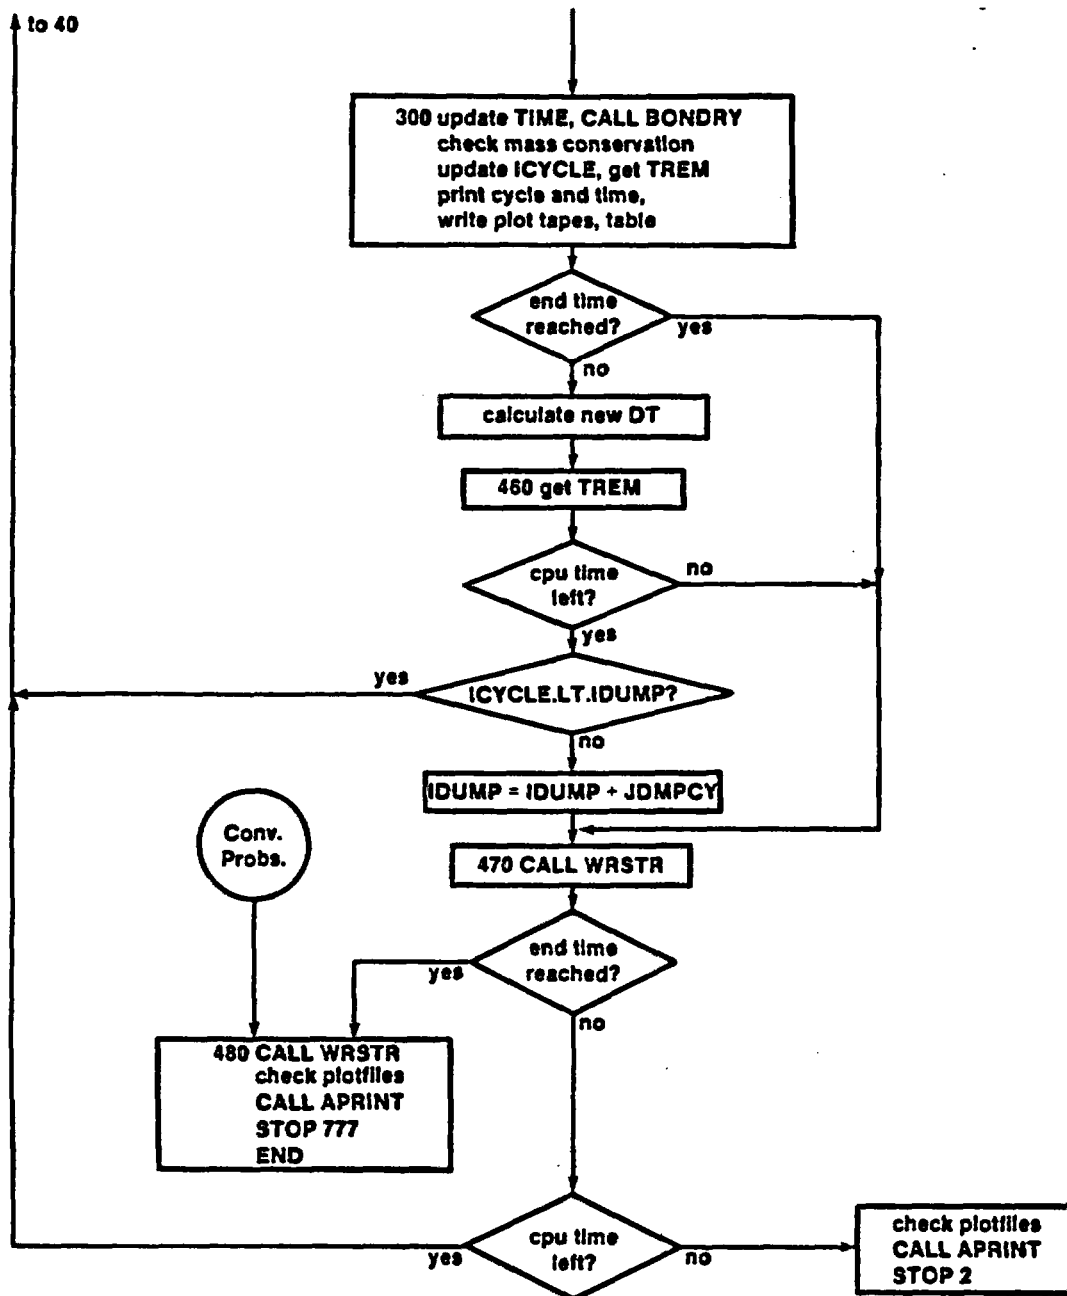 to 40
300 update TIME, CALL BONDRY
check mass conservation
update ICYCLE, get TREM
print cycle and time,
write plot tapes, table
end time
reached?
yes
no
calculate new DT
460 get TREM
cpu time
left?
no
yes
ICYCLE.LT.IDUMP?
yes
no
IDUMP = IDUMP + JDMPCY
Conv.
Probs.
470 CALL WRSTR
end time
reached?
yes
no
480 CALL WRSTR
check plotfiles
CALL APRINT
STOP 777
END
cpu time
left?
yes
no
check plotfiles
CALL APRINT
STOP 2